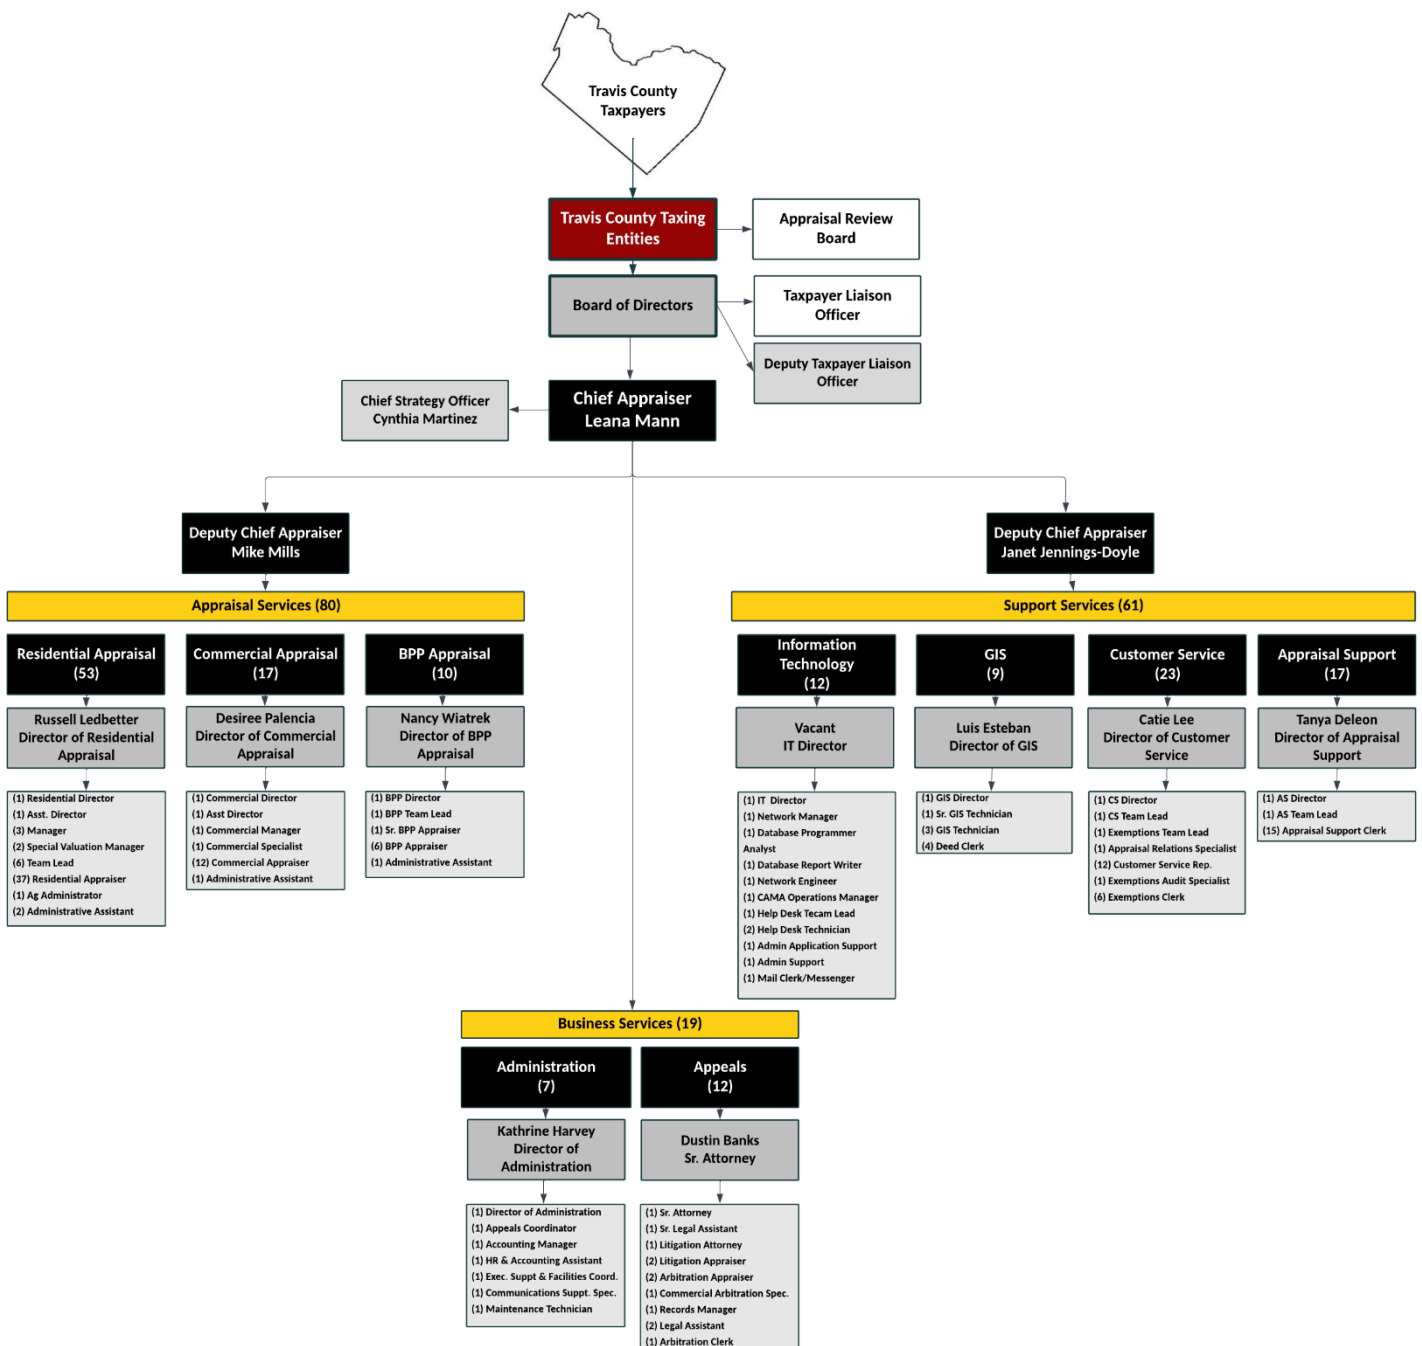 Travis County
Taxpayers
Travis County Taxing
Entities
Appraisal Review
Board
Board of Directors
Taxpayer Liaison
Officer
Deputy Taxpayer Liaison
Officer
Chief Strategy Officer
Cynthia Martinez
Chief Appraiser
Leana Mann
Deputy Chief Appraiser
Mike Mills
Deputy Chief Appraiser
Janet Jennings-Doyle
Appraisal Services (80)
Support Services (61)
Residential Appraisal
(53)
Commercial Appraisal
(17)
BPP Appraisal
(10)
Information
Technology
(12)
GIS
(9)
Customer Service
(23)
Appraisal Support
(17)
Russell Ledbetter
Director of Residential
Appraisal
Desiree Palencia
Director of Commercial
Appraisal
Nancy Wiatrek
Director of BPP
Appraisal
Vacant
IT Director
Luis Esteban
Director of GIS
Catie Lee
Director of Customer
Service
Tanya Deleon
Director of Appraisal
Support
(1) Residential Director
(1) Asst. Director
(3) Manager
(2) Special Valuation Manager
(6) Team Lead
(37) Residential Appraiser
(1) Ag Administrator
(2) Administrative Assistant
(1) Commercial Director
(1) Asst Director
(1) Commercial Manager
(1) Commercial Specialist
(12) Commercial Appraiser
(1) Administrative Assistant
(1) BPP Director
(1) BPP Team Lead
(1) Sr. BPP Appraiser
(6) BPP Appraiser
(1) Administrative Assistant
(1) IT Director
(1) Network Manager
(1) Database Programmer
Analyst
(1) Database Report Writer
(1) Network Engineer
(1) CAMA Operations Manager
(1) Help Desk Tecam Lead
(2) Help Desk Technician
(1) Admin Application Support
(1) Admin Support
(1) Mail Clerk/Messenger
(1) GIS Director
(1) Sr. GIS Technician
(3) GIS Technician
(4) Deed Clerk
(1) CS Director
(1) CS Team Lead
(1) Exemptions Team Lead
(1) Appraisal Relations Specialist
(12) Customer Service Rep.
(1) Exemptions Audit Specialist
(6) Exemptions Clerk
(1) AS Director
(1) AS Team Lead
(15) Appraisal Support Clerk
Business Services (19)
Administration
(7)
Appeals
(12)
Kathrine Harvey
Director of
Administration
Dustin Banks
Sr. Attorney
(1) Director of Administration
(1) Appeals Coordinator
(1) Accounting Manager
(1) HR & Accounting Assistant
(1) Exec. Suppt & Facilities Coord.
(1) Communications Suppt. Spec.
(1) Maintenance Technician
(1) Sr. Attorney
(1) Sr. Legal Assistant
(1) Litigation Attorney
(2) Litigation Appraiser
(2) Arbitration Appraiser
(1) Commercial Arbitration Spec.
(1) Records Manager
(2) Legal Assistant
(1) Arbitration Clerk